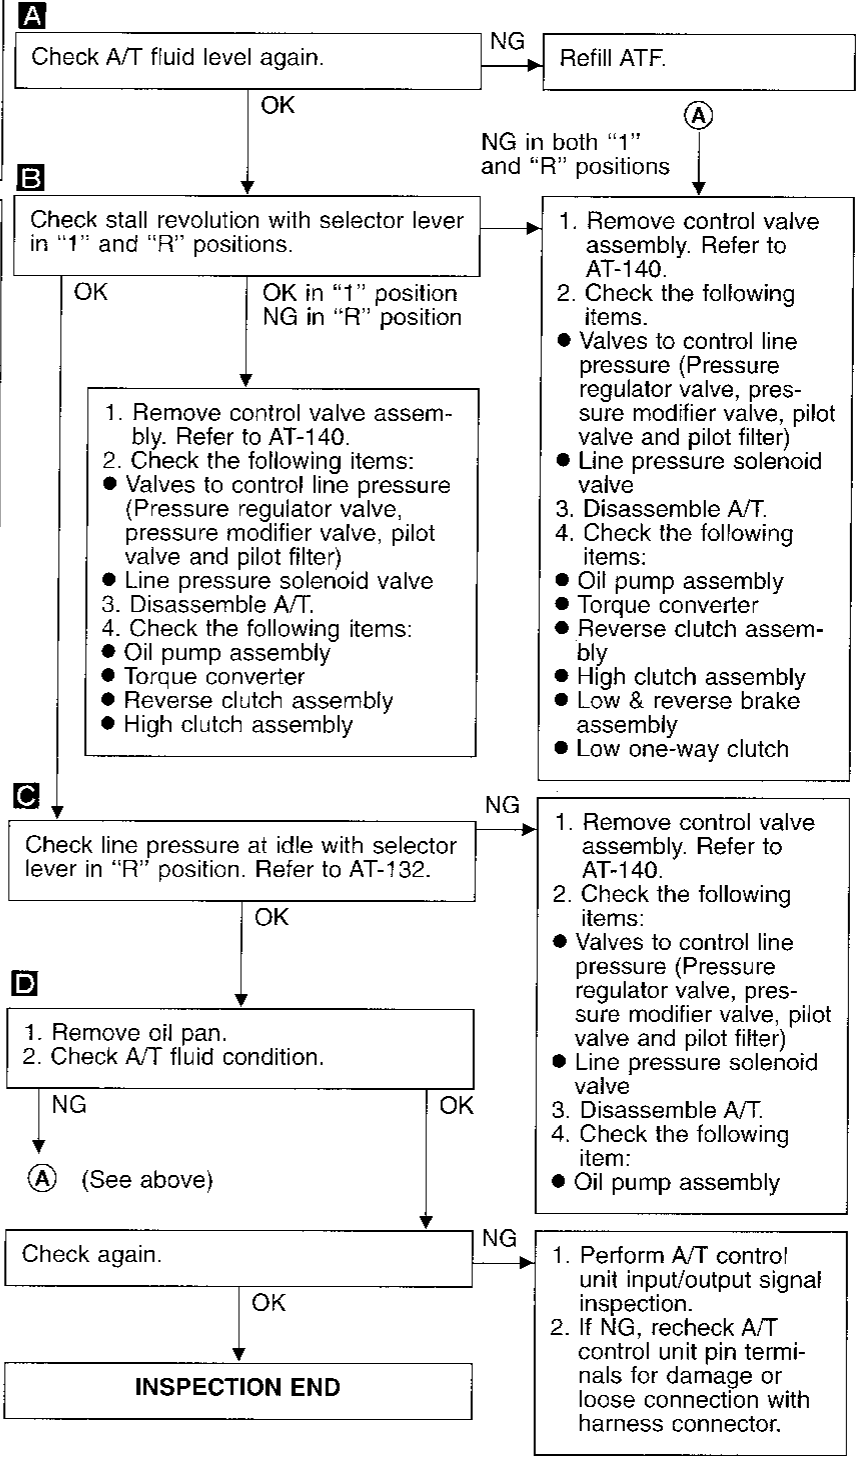 A
Check A/T fluid level again.
NG
Refill ATF.
OK
A
NG in both "1"
and "R" positions
B
Check stall revolution with selector lever
in "1" and "R" positions.
OK
OK in "1" position
NG in "R" position
1. Remove control valve
assembly. Refer to
AT-140.
2. Check the following
items.
● Valves to control line
pressure (Pressure
regulator valve, pres-
sure modifier valve, pilot
valve and pilot filter)
● Line pressure solenoid
valve
3. Disassemble A/T.
4. Check the following
items:
● Oil pump assembly
● Torque converter
● Reverse clutch assem-
bly
● High clutch assembly
● Low & reverse brake
assembly
● Low one-way clutch
1. Remove control valve assem-
bly. Refer to AT-140.
2. Check the following items:
● Valves to control line pressure
(Pressure regulator valve,
pressure modifier valve, pilot
valve and pilot filter)
● Line pressure solenoid valve
3. Disassemble A/T.
4. Check the following items:
● Oil pump assembly
● Torque converter
● Reverse clutch assembly
● High clutch assembly
C
Check line pressure at idle with selector
lever in "R" position. Refer to AT-132.
NG
1. Remove control valve
assembly. Refer to
AT-140.
2. Check the following
items:
● Valves to control line
pressure (Pressure
regulator valve, pres-
sure modifier valve, pilot
valve and pilot filter)
● Line pressure solenoid
valve
3. Disassemble A/T.
4. Check the following
item:
● Oil pump assembly
OK
D
1. Remove oil pan.
2. Check A/T fluid condition.
NG
OK
A (See above)
Check again.
NG
1. Perform A/T control
unit input/output signal
inspection.
2. If NG, recheck A/T
control unit pin termi-
nals for damage or
loose connection with
harness connector.
OK
INSPECTION END